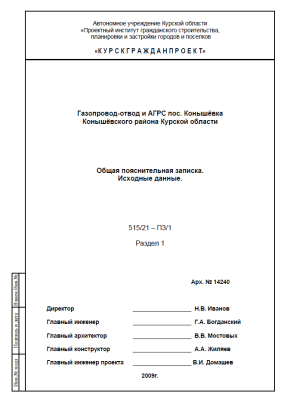 Автономное учреждение Курской области
«Проектный институт гражданского строительства,
планировки и застройки городов и поселков
«К У Р С К Г Р А Ж Д А Н П Р О Е К Т»
Газопровод-отвод и АГРС пос. Конышёвка
Конышёвского района Курской области
Общая пояснительная записка.
Исходные данные.
515/21 – ПЗ/1
Раздел 1
Арх. № 14240
Директор Н.В. Иванов
Главный инженер Г.А. Богданский
Главный архитектор В.В. Мостовых
Главный конструктор А.А. Жиляев
Главный инженер проекта В.И. Домашев
2009г.
Взаим.Инв.№
Подпись и дата
Инв.№ подл.